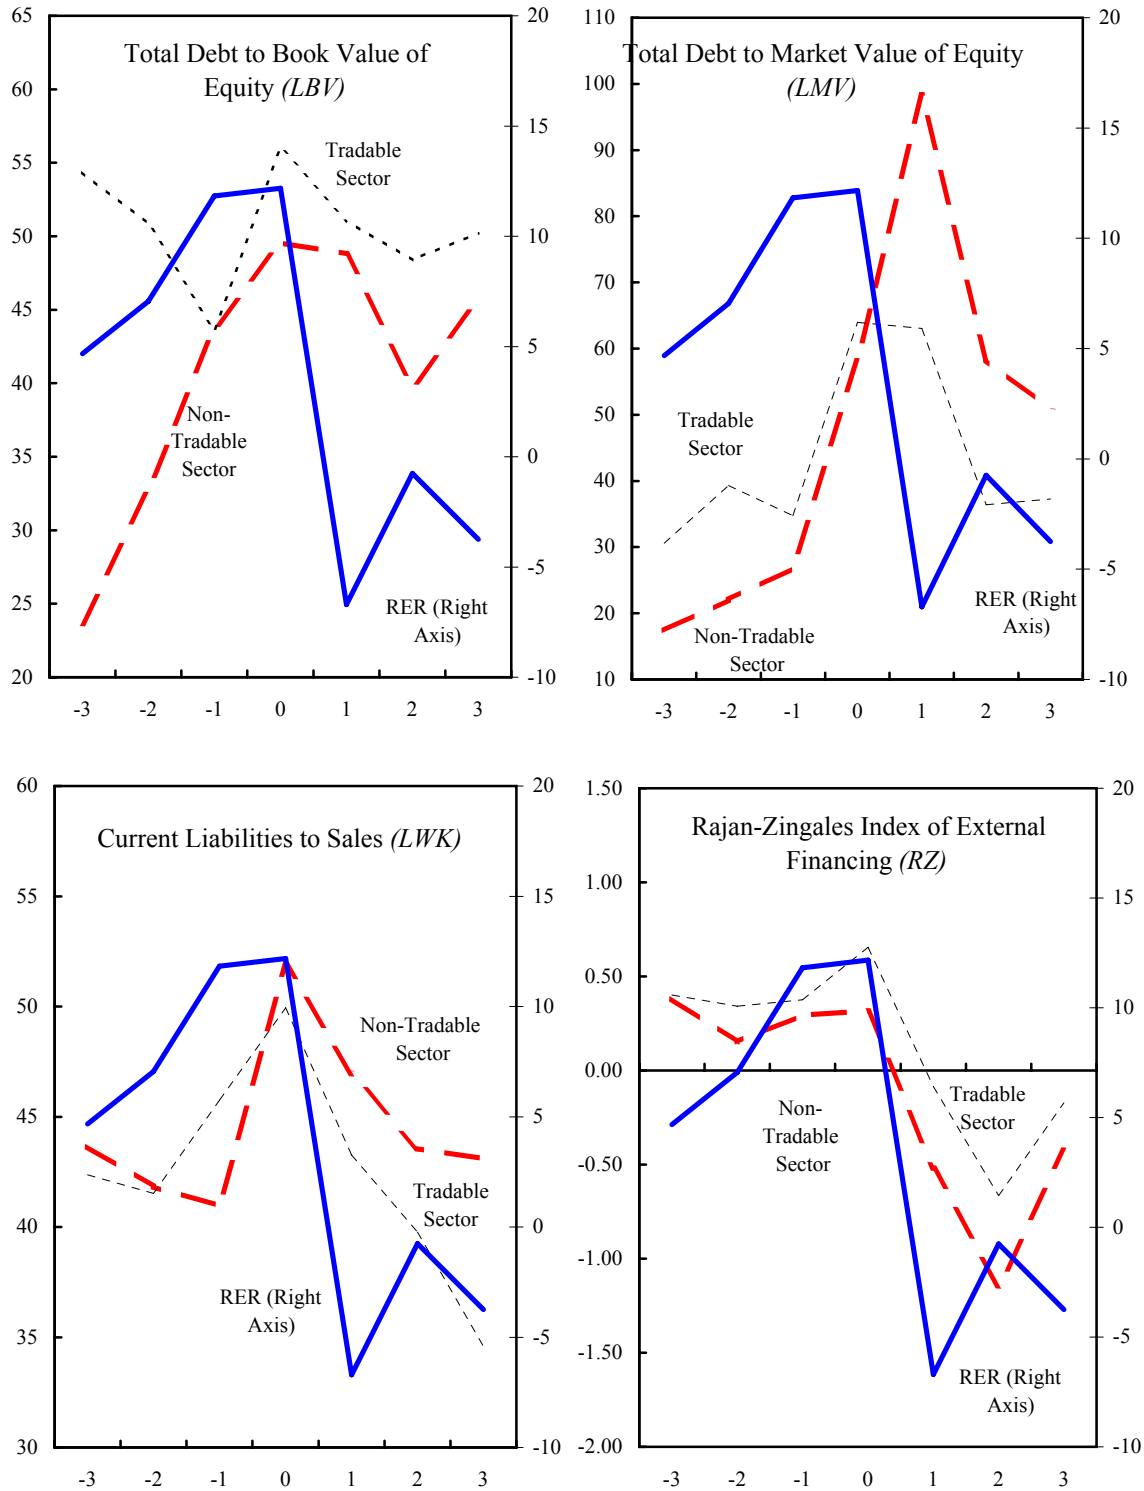 Total Debt to Book Value of
Equity (LBV)
65
60
55
50
45
40
35
30
25
20
20
15
10
5
0
-5
-10
Tradable
Sector
Non-
Tradable
Sector
RER (Right
Axis)
-3 -2 -1 0 1 2 3
Total Debt to Market Value of Equity
(LMV)
110
100
90
80
70
60
50
40
30
20
10
20
15
10
5
0
-5
-10
Tradable
Sector
RER (Right
Axis)
Non-Tradable
Sector
-3 -2 -1 0 1 2 3
Current Liabilities to Sales (LWK)
60
55
50
45
40
35
30
20
15
10
5
0
-5
-10
Non-Tradable
Sector
Tradable
Sector
RER (Right
Axis)
-3 -2 -1 0 1 2 3
Rajan-Zingales Index of External
Financing (RZ)
1.50
1.00
0.50
0.00
-0.50
-1.00
-1.50
-2.00
20
15
10
5
0
-5
-10
Tradable
Sector
Non-
Tradable
Sector
RER (Right
Axis)
-3 -2 -1 0 1 2 3